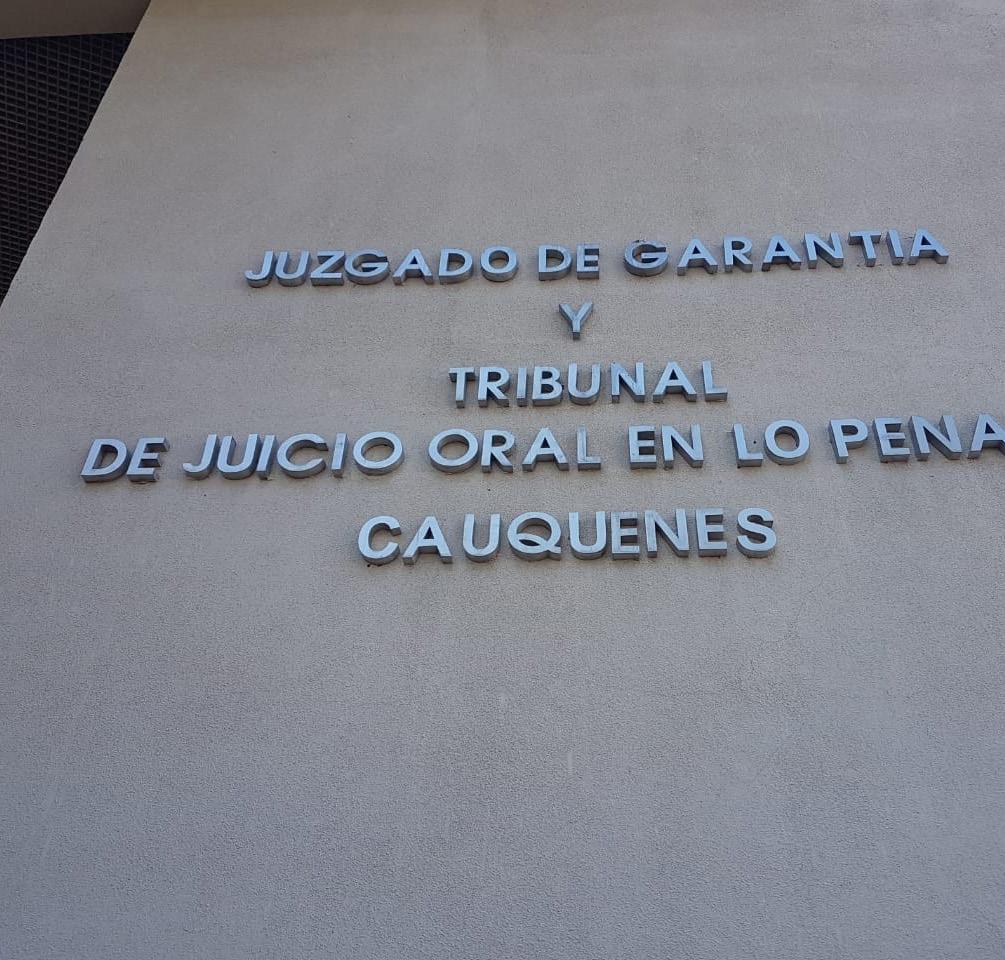 JUZGADO DE GARANTIA
Y
TRIBUNAL
DE JUICIO ORAL EN LO PENA
CAUQUENES